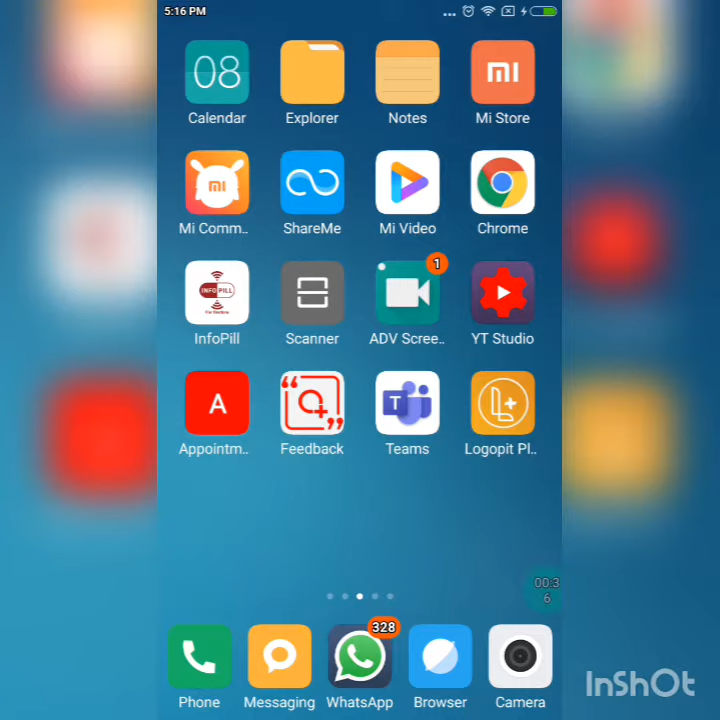 5:16 PM
08
Calendar
Explorer
Notes
Mi Store
Mi Comm..
ShareMe
Mi Video
Chrome
INFO PILL
For Doctors
1
InfoPill
Scanner
ADV Scree..
YT Studio
A
T
L+
Appointm..
Feedback
Teams
Logopit Pl..
00:3
6
328
Phone
Messaging
WhatsApp
Browser
Camera
InShOt